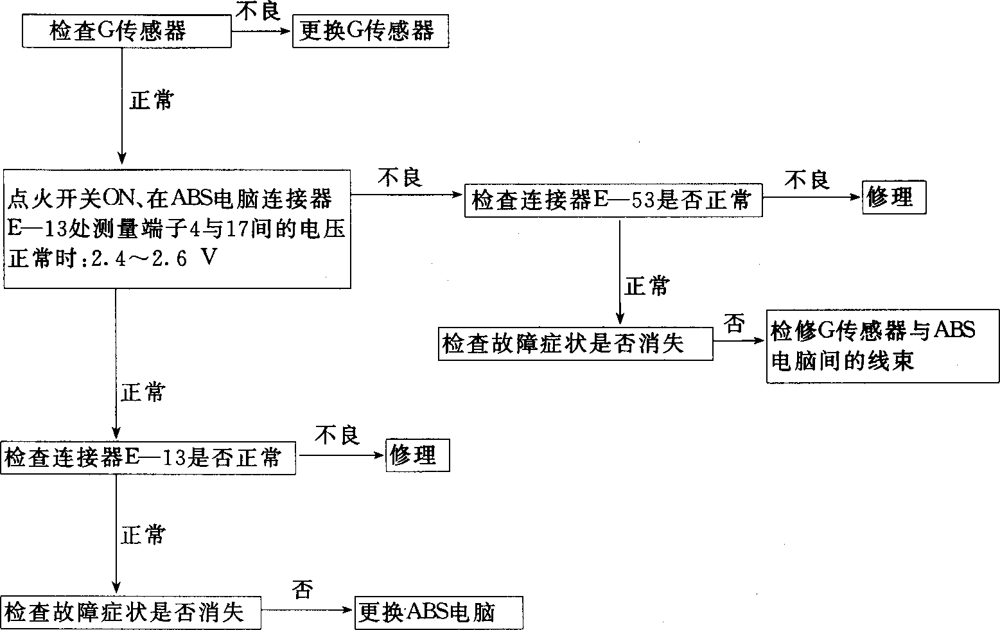 检查G传感器
不良
更换G传感器
正常
点火开关ON、在ABS电脑连接器
E—13处测量端子4与17间的电压
正常时:2.4～2.6 V
不良
检查连接器E—53是否正常
不良
修理
正常
检查故障症状是否消失
否
检修G传感器与ABS
电脑间的线束
正常
检查连接器E—13是否正常
不良
修理
正常
检查故障症状是否消失
否
更换ABS电脑